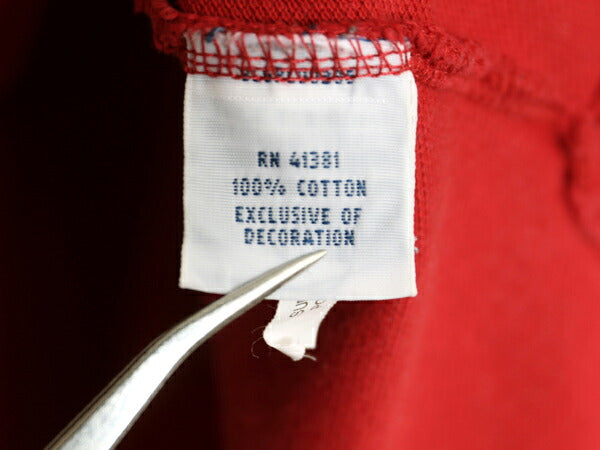 RN 41381
100% COTTON
EXCLUSIVE OF
DECORATION